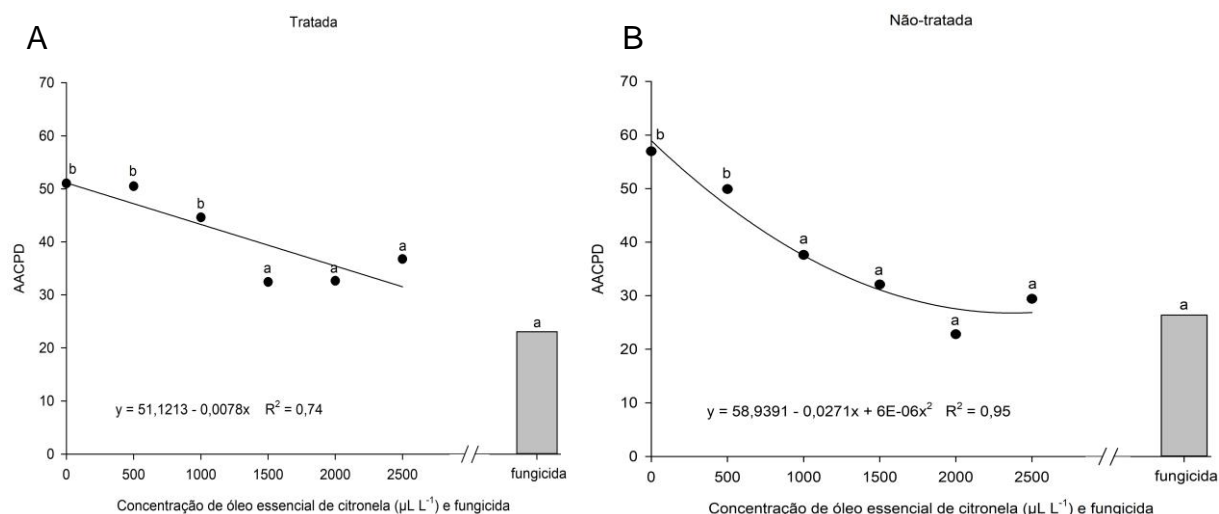 Tratada
A
AACPD
70
60
50
40
30
20
10
0
b
b
b
a
a
a
a
y = 51,1213 - 0,0078x R² = 0,74
0 500 1000 1500 2000 2500 fungicida
Concentração de óleo essencial de citronela (µL L⁻¹) e fungicida
Não-tratada
B
AACPD
70
60
50
40
30
20
10
0
b
b
a
a
a
a
a
y = 58,9391 - 0,0271x + 6E-06x² R² = 0,95
0 500 1000 1500 2000 2500 fungicida
Concentração de óleo essencial de citronela (µL L⁻¹) e fungicida